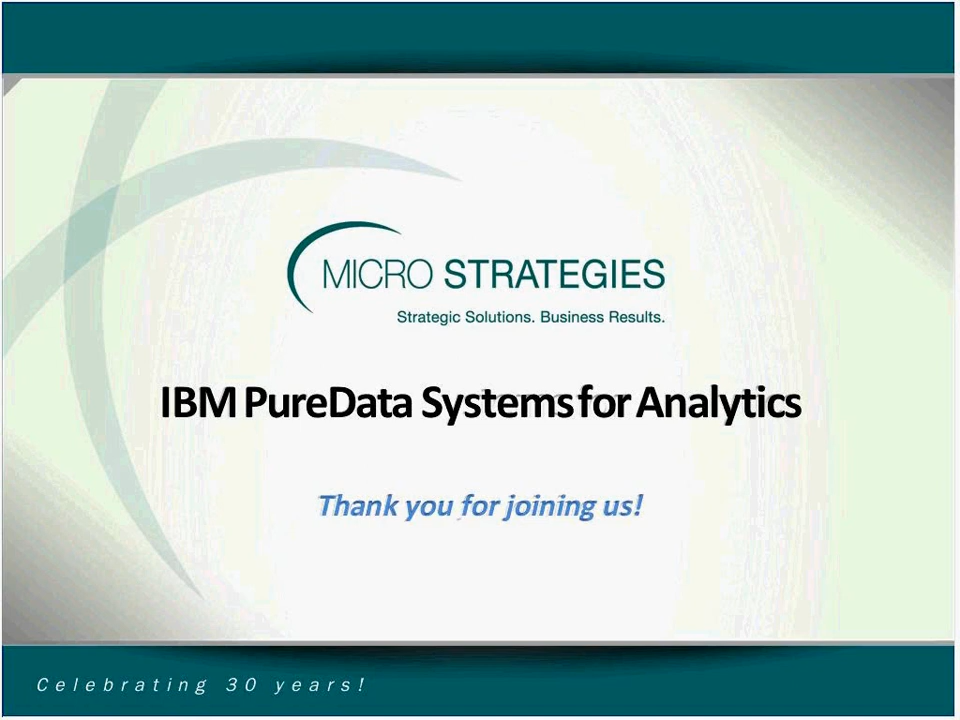 MICRO STRATEGIES
Strategic Solutions. Business Results.
IBM PureData Systems for Analytics
Thank you for joining us!
Celebrating 30 years!